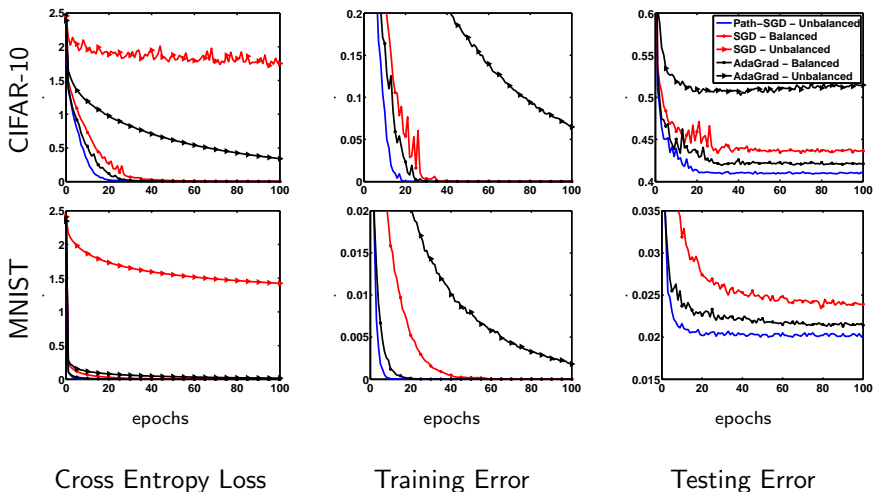 CIFAR-10
2.5
2
1.5
1
0.5
0
0 20 40 60 80 100
0.2
0.15
0.1
0.05
0
0 20 40 60 80 100
0.6
0.55
0.5
0.45
0.4
0 20 40 60 80 100
Path−SGD − Unbalanced
SGD − Balanced
SGD − Unbalanced
AdaGrad − Balanced
AdaGrad − Unbalanced
MNIST
2.5
2
1.5
1
0.5
0
0 20 40 60 80 100
epochs
0.02
0.015
0.01
0.005
0
0 20 40 60 80 100
epochs
0.035
0.03
0.025
0.02
0.015
0 20 40 60 80 100
epochs
Cross Entropy Loss
Training Error
Testing Error